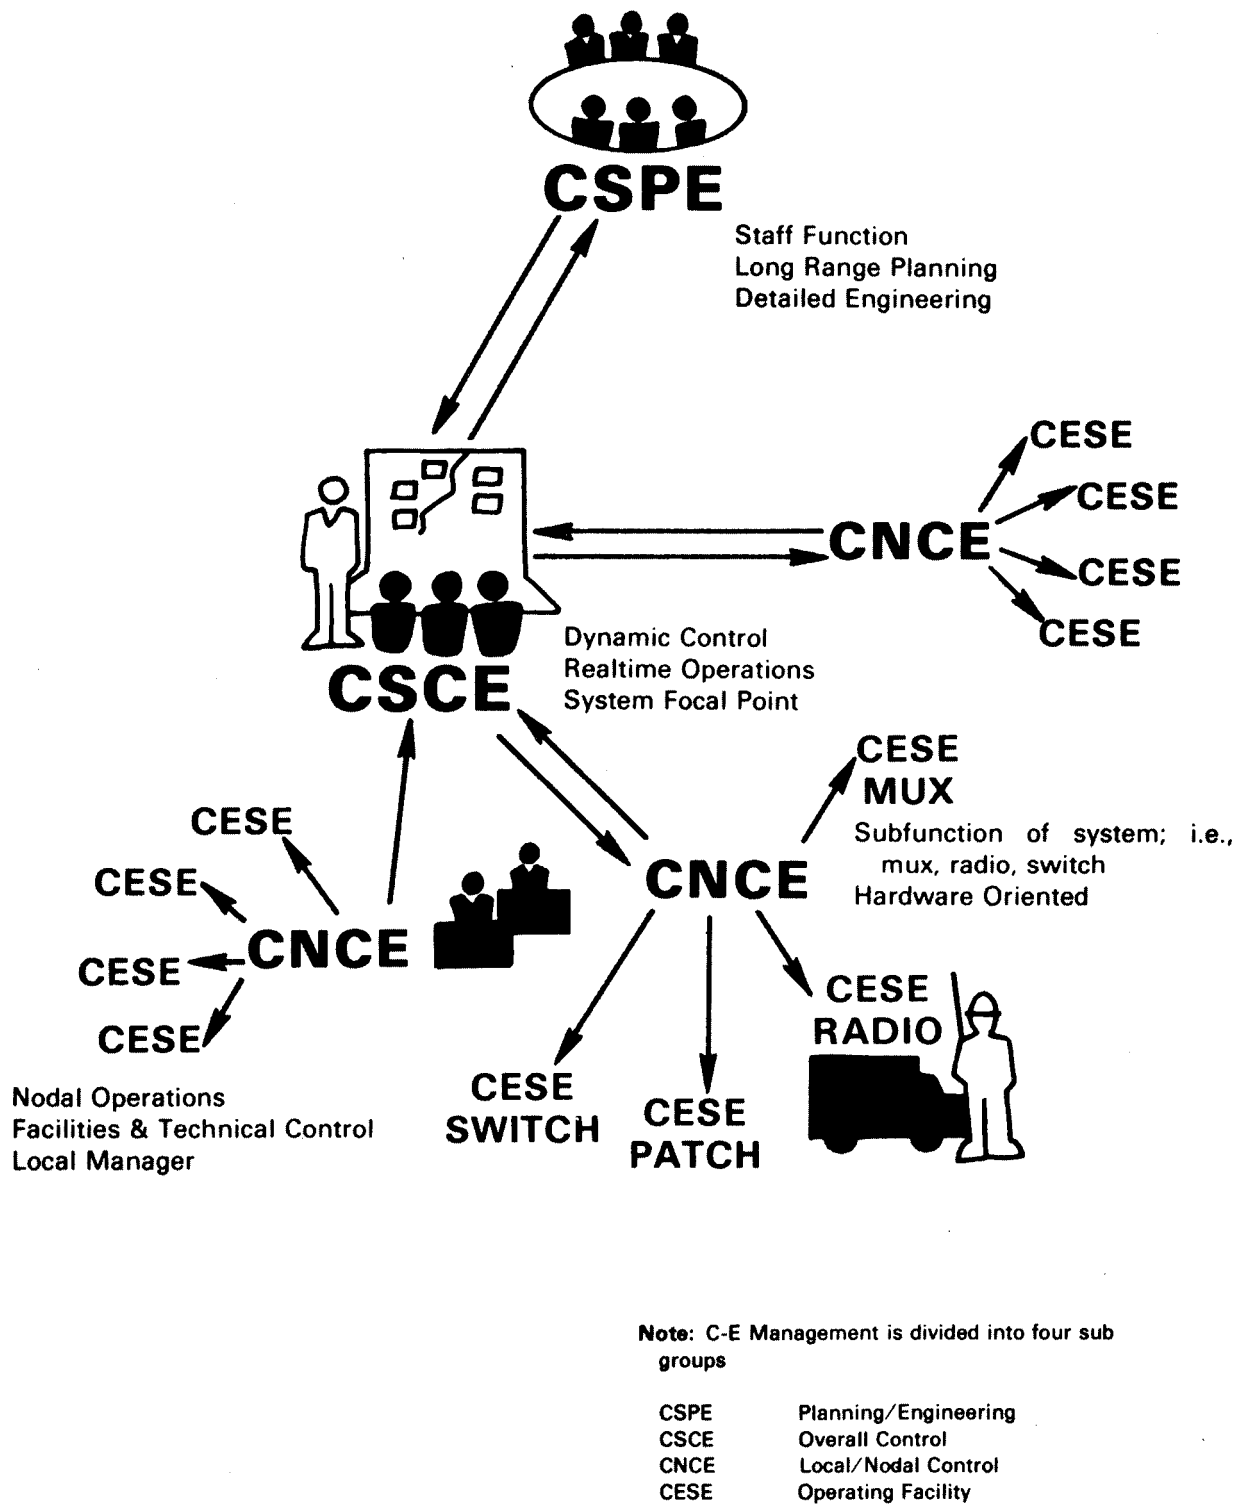 CSPE
Staff Function
Long Range Planning
Detailed Engineering
CESE
CESE
CNCE
CESE
CESE
Dynamic Control
Realtime Operations
System Focal Point
CSCE
CESE
MUX
Subfunction of system; i.e.,
mux, radio, switch
Hardware Oriented
CNCE
CESE
CESE
CNCE
CESE
CESE
Nodal Operations
Facilities & Technical Control
Local Manager
CESE
SWITCH
CESE
PATCH
CESE
RADIO
Note: C-E Management is divided into four sub
groups
CSPE Planning/Engineering
CSCE Overall Control
CNCE Local/Nodal Control
CESE Operating Facility